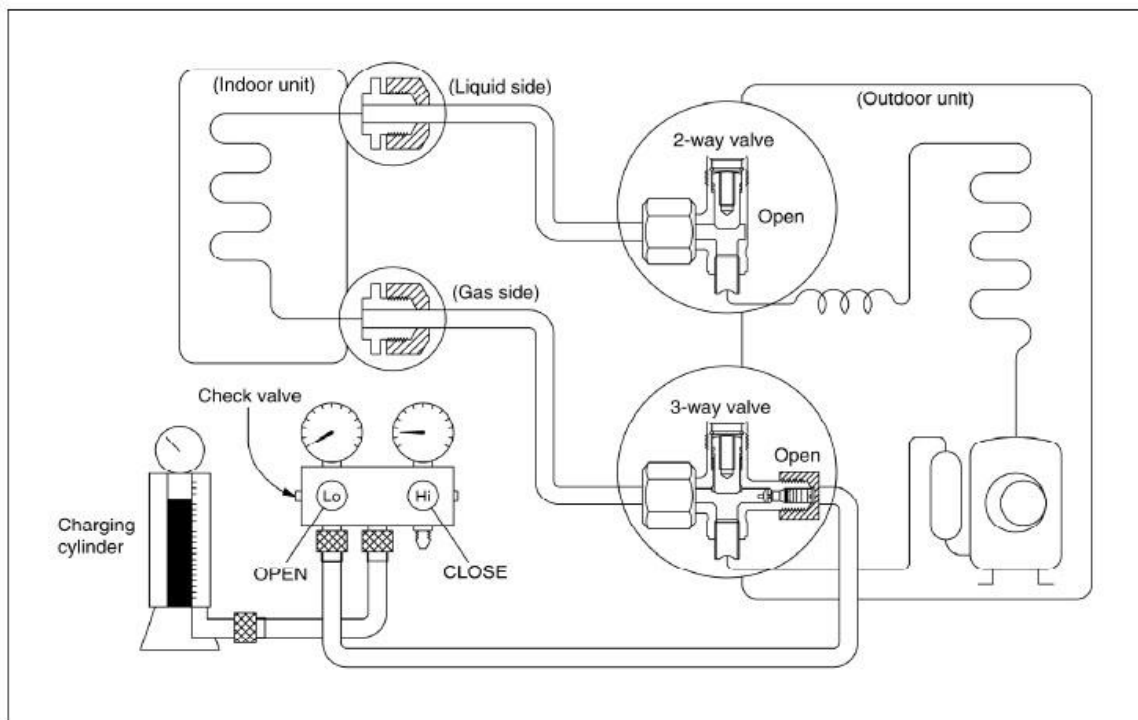 (Indoor unit)
(Liquid side)
(Outdoor unit)
2-way valve
Open
(Gas side)
Check valve
3-way valve
Open
Lo
Hi
Charging
cylinder
OPEN
CLOSE